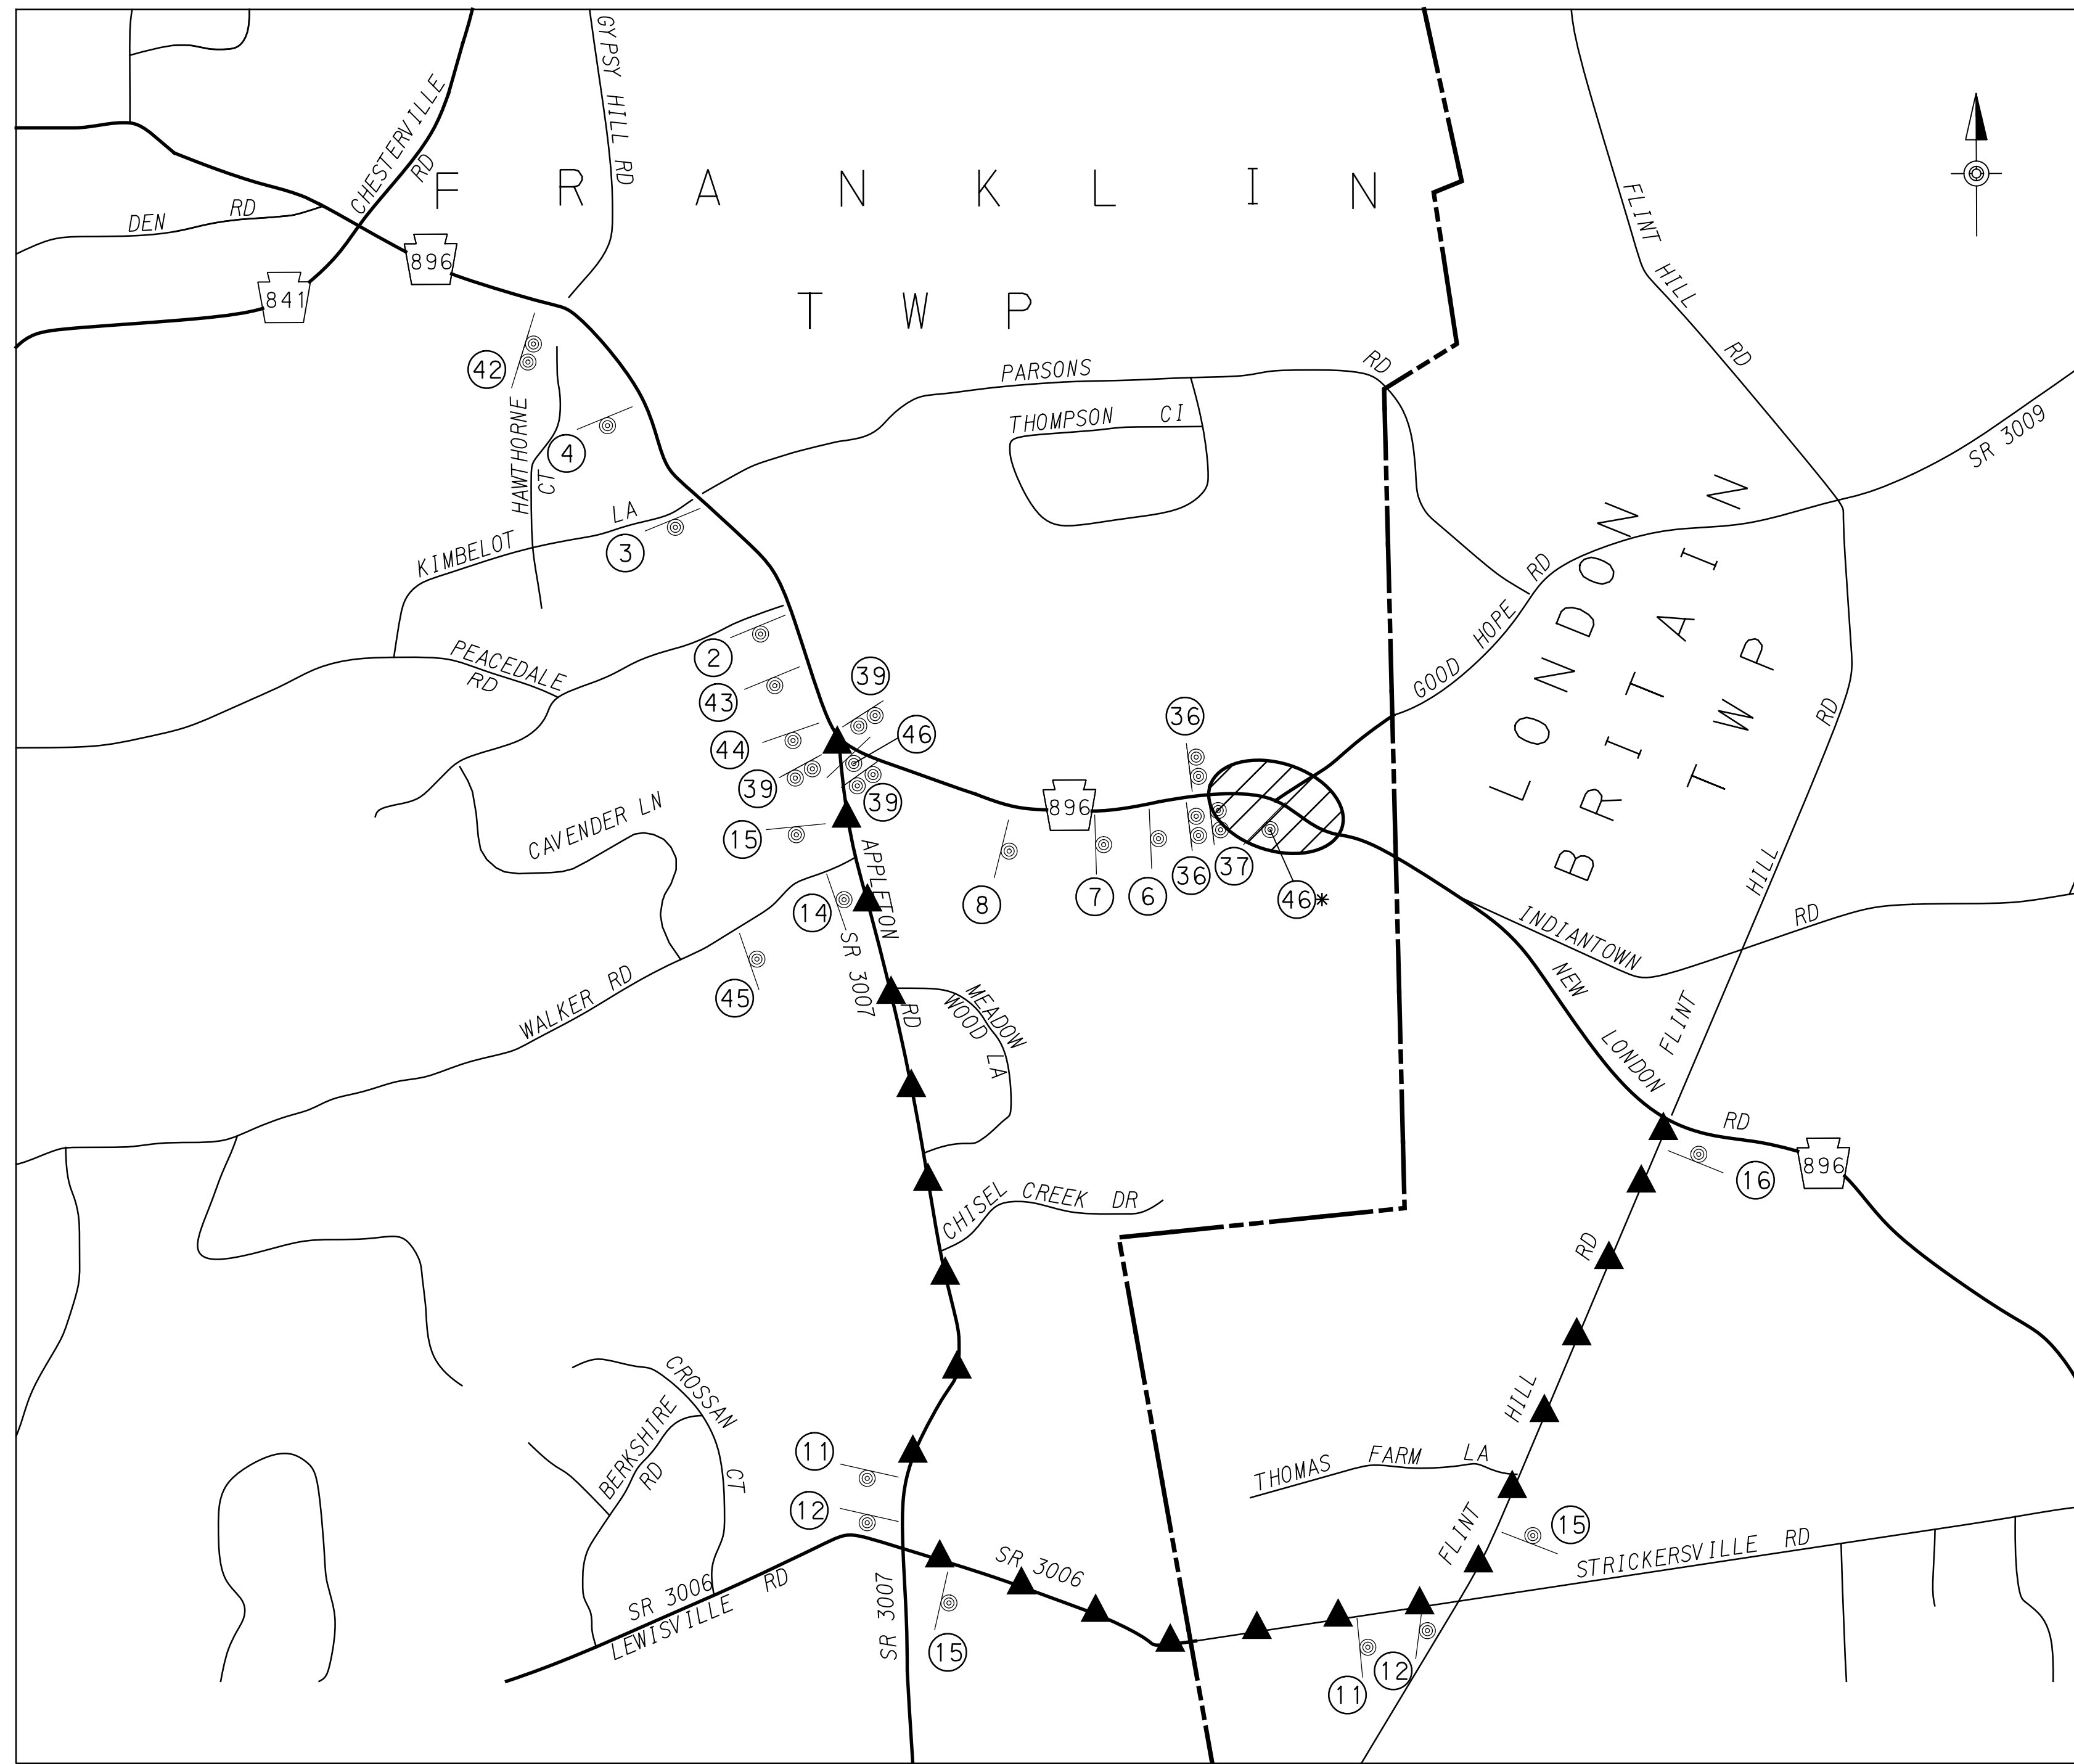 GYPSY HILL RD
CHESTERVILLE
RD
F R A N K L I N
T W P
DEN RD
896
841
FLINT HILL RD
42
HAWTHORNE
CT
4
PARSONS RD
THOMPSON CI
SR 3009
KIMBELOT LA
3
LONDON
BRITAIN
TWP
GOOD HOPE RD
PEACEDALE
RD
2
43
39
44
46
36
39
39
CAVENDER LN
15
896
HILL RD
8
7
6
36
37
46*
14
APPLETON
SR 3007
RD
45
WALKER RD
INDIANTOWN RD
MEADOW
WOOD
LA
NEW LONDON RD
FLINT
896
16
CHISEL CREEK DR
RD
HILL
FLINT
CROSSAN CT
BERKSHIRE
RD
11
12
THOMAS FARM LA
15
STRICKERSVILLE RD
SR 3006
SR 3006
LEWISVILLE RD
SR 3007
15
11
12